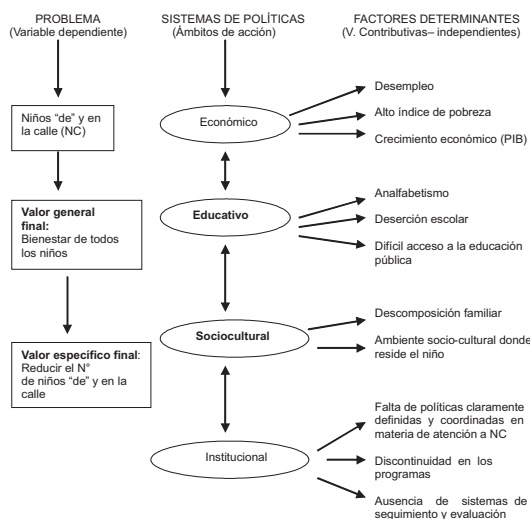 PROBLEMA
(Variable dependiente)
Niños “de” y en
la calle (NC)
Valor general
final:
Bienestar de todos
los niños
Valor específico final:
Reducir el N°
de niños “de” y en la
calle
SISTEMAS DE POLÍTICAS
(Ámbitos de acción)
Económico
Educativo
Sociocultural
Institucional
FACTORES DETERMINANTES
(V. Contributivas– independientes)
Desempleo
Alto índice de pobreza
Crecimiento económico (PIB)
Analfabetismo
Deserción escolar
Difícil acceso a la educación
pública
Descomposición familiar
Ambiente socio-cultural donde
reside el niño
Falta de políticas claramente
definidas y coordinadas en
materia de atención a NC
Discontinuidad en los
programas
Ausencia de sistemas de
seguimiento y evaluación